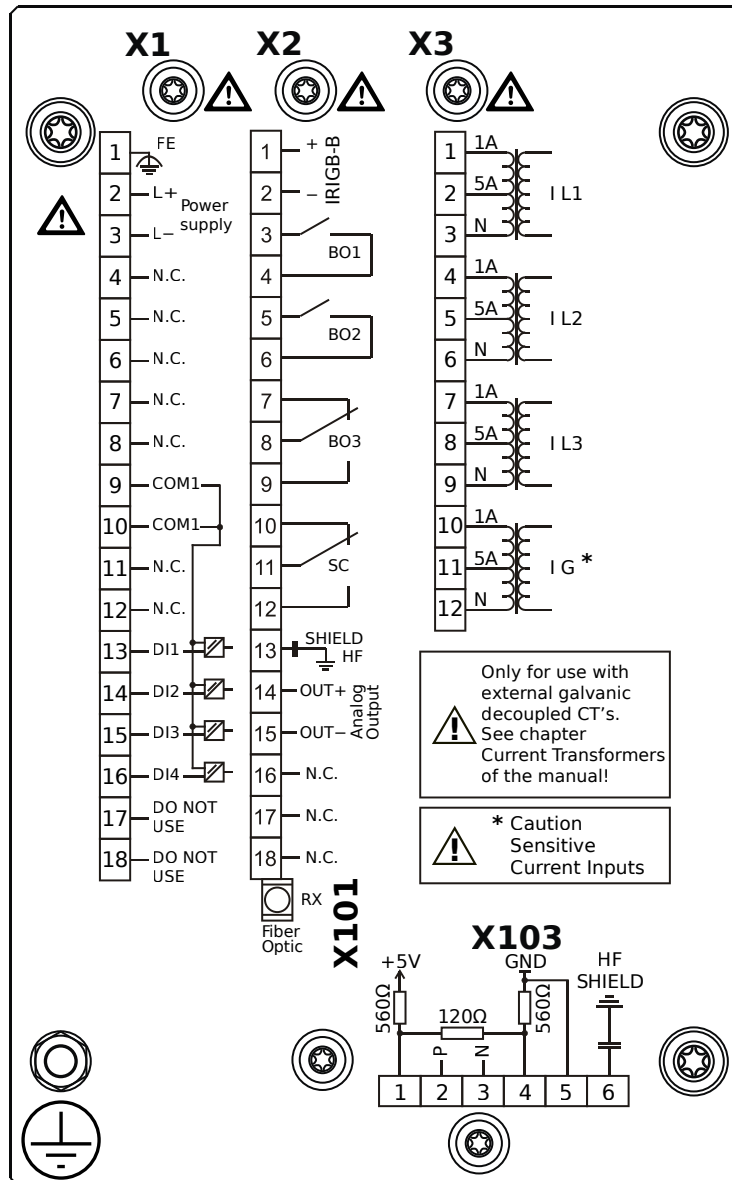 X1
X2
X3
1 FE
2 L+
3 L−
Power
supply
4 N.C.
5 N.C.
6 N.C.
7 N.C.
8 N.C.
9 COM1
10 COM1
11 N.C.
12 N.C.
13 DI1
14 DI2
15 DI3
16 DI4
17 DO NOT
USE
18 DO NOT
USE
1 +
2 −
IRIGB-B
3
4
BO1
5
6
BO2
7
8
9
BO3
10
11
12
SC
13 SHIELD
HF
14 OUT+
15 OUT−
Analog
Output
16 N.C.
17 N.C.
18 N.C.
RX
Fiber
Optic
X101
1 1A
2 5A
3 N
I L1
4 1A
5 5A
6 N
I L2
7 1A
8 5A
9 N
I L3
10 1A
11 5A
12 N
I G *
Only for use with
external galvanic
decoupled CT's.
See chapter
Current Transformers
of the manual!
* Caution
Sensitive
Current Inputs
X103
+5V
GND
HF
SHIELD
560Ω
120Ω
560Ω
P
N
1 2 3 4 5 6